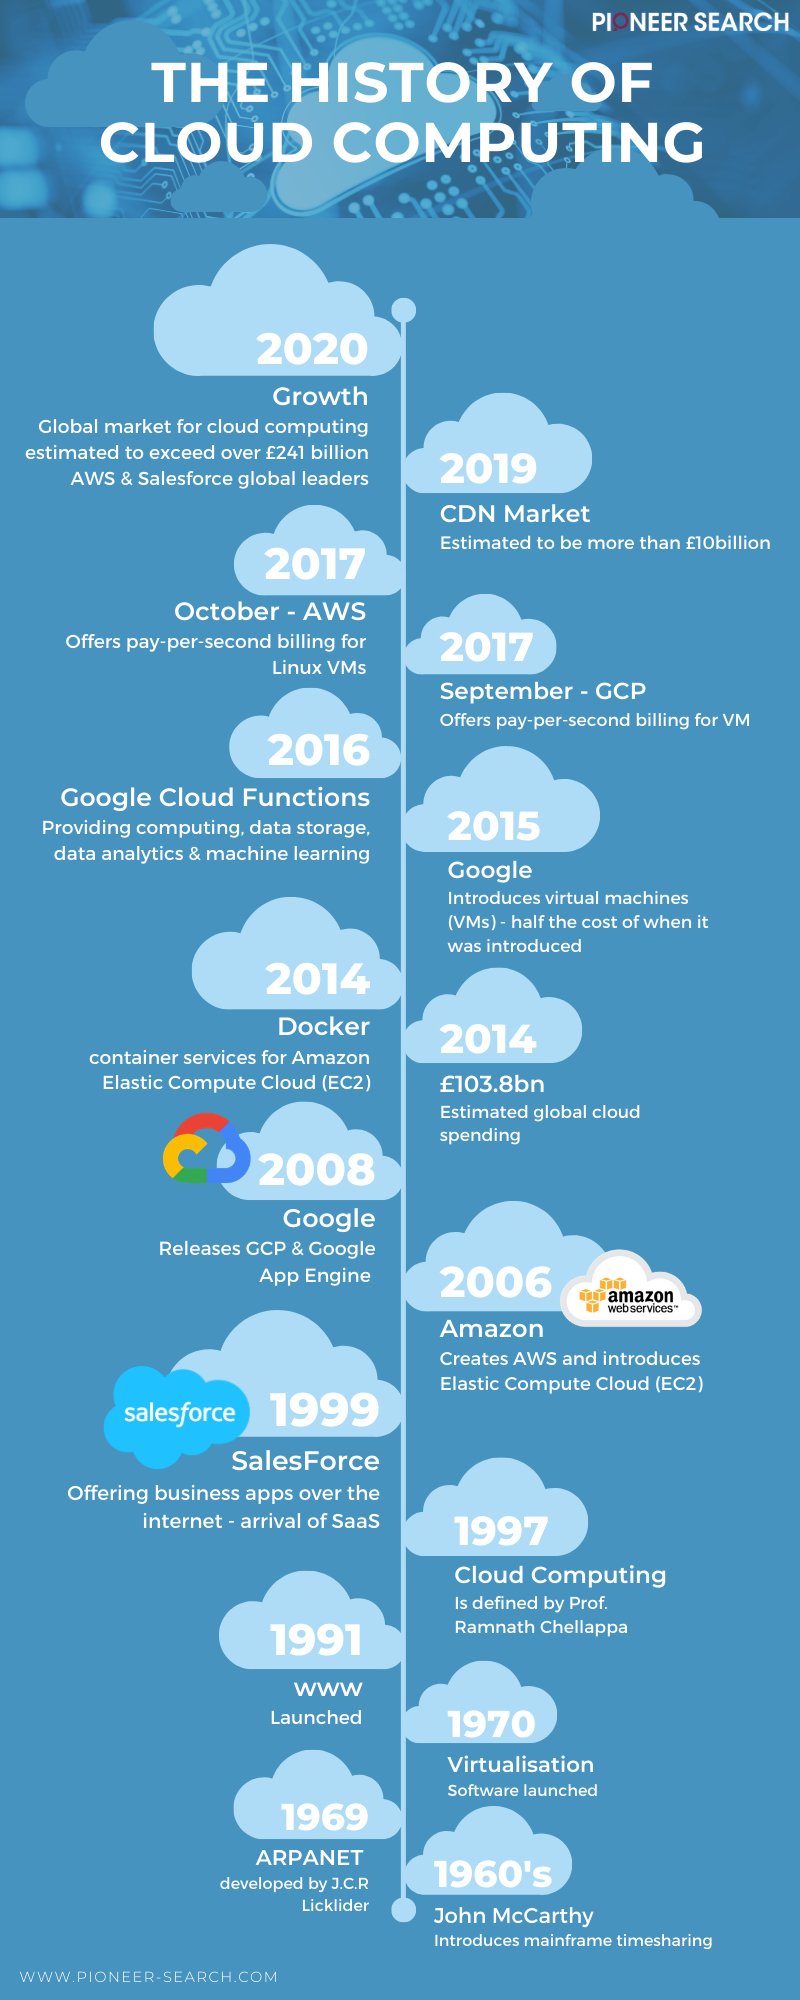 PIONEER SEARCH
THE HISTORY OF
CLOUD COMPUTING
2020
Growth
Global market for cloud computing
estimated to exceed over £241 billion
AWS & Salesforce global leaders
2019
CDN Market
Estimated to be more than £10billion
2017
October - AWS
Offers pay-per-second billing for
Linux VMs
2017
September - GCP
Offers pay-per-second billing for VM
2016
Google Cloud Functions
Providing computing, data storage,
data analytics & machine learning
2015
Google
Introduces virtual machines
(VMs) - half the cost of when it
was introduced
2014
Docker
container services for Amazon
Elastic Compute Cloud (EC2)
2014
£103.8bn
Estimated global cloud
spending
2008
Google
Releases GCP & Google
App Engine
2006
amazon
webservices™
Amazon
Creates AWS and introduces
Elastic Compute Cloud (EC2)
salesforce
1999
SalesForce
Offering business apps over the
internet - arrival of SaaS
1997
Cloud Computing
Is defined by Prof.
Ramnath Chellappa
1991
www
Launched
1970
Virtualisation
Software launched
1969
ARPANET
developed by J.C.R
Licklider
1960's
John McCarthy
Introduces mainframe timesharing
WWW.PIONEER-SEARCH.COM